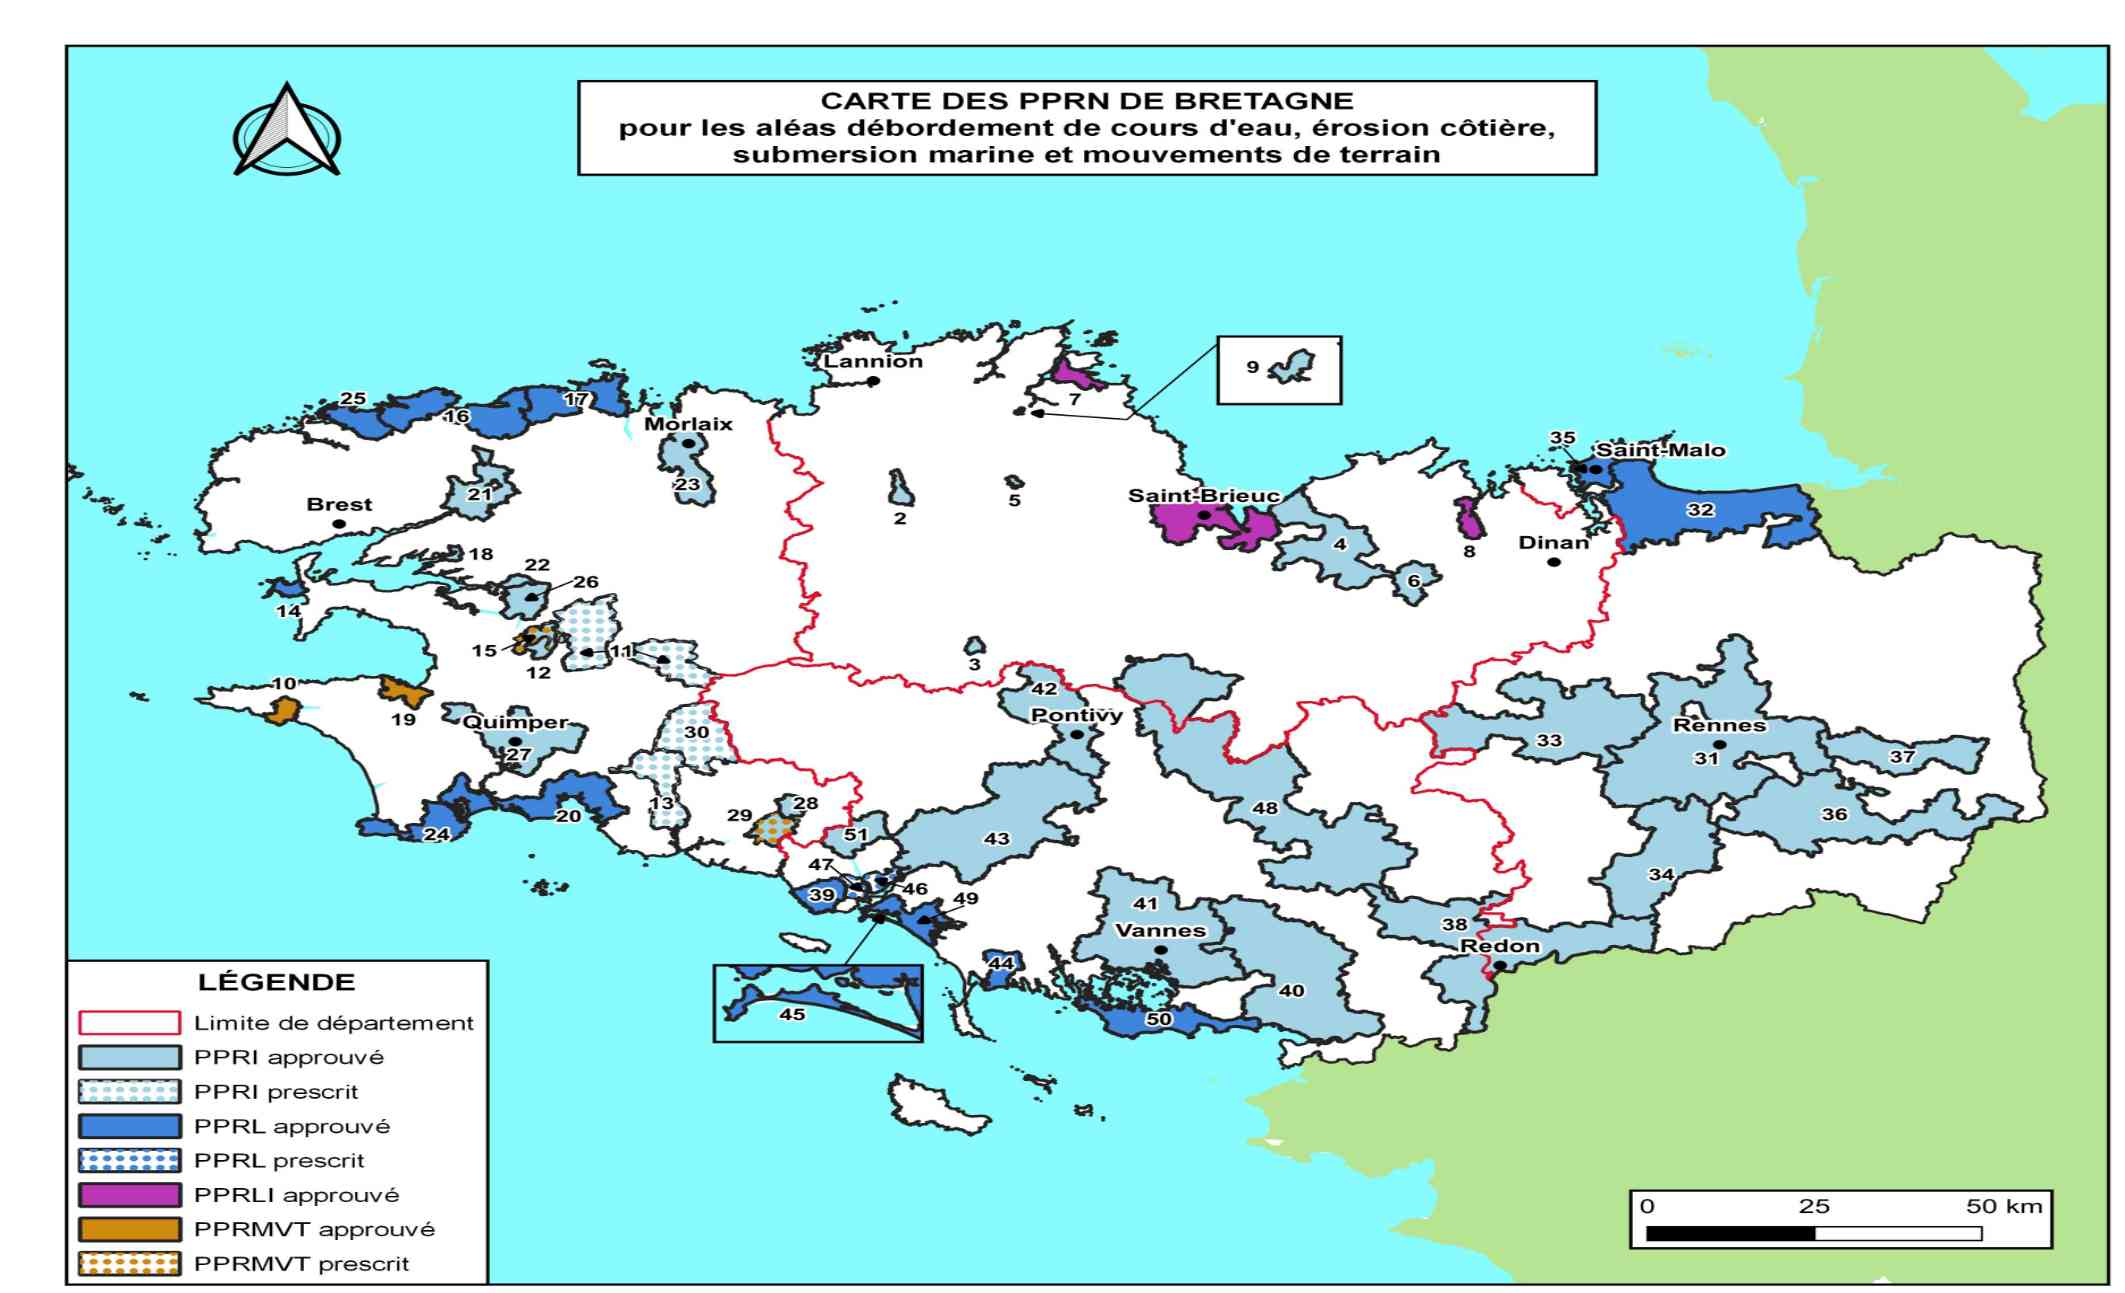 CARTE DES PPRN DE BRETAGNE
pour les aléas débordement de cours d'eau, érosion côtière,
submersion marine et mouvements de terrain
Lannion
9
25
17
7
16
Morlaix
35
Saint-Malo
23
21
5
Saint-Brieuc
Brest
2
32
4
8
Dinan
18
22
26
6
14
15
11
12
3
10
42
19
Pontivy
Quimper
30
Rennes
27
33
31
37
13
28
48
20
29
36
24
51
43
47
34
39
46
49
41
38
Vannes
Redon
44
40
45
50
LÉGENDE
Limite de département
PPRI approuvé
PPRI prescrit
PPRL approuvé
PPRL prescrit
PPRLI approuvé
PPRMVT approuvé
PPRMVT prescrit
0 25 50 km